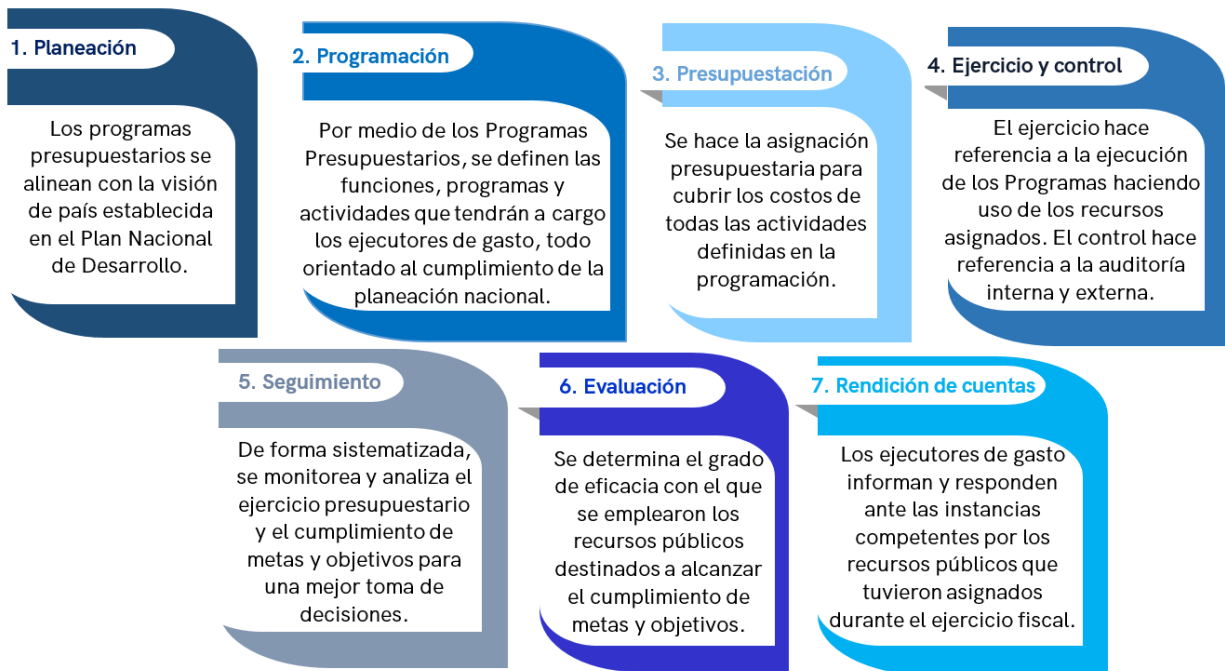 1. Planeación
Los programas
presupuestarios se
alinean con la visión
de país establecida
en el Plan Nacional
de Desarrollo.
2. Programación
Por medio de los Programas
Presupuestarios, se definen las
funciones, programas y
actividades que tendrán a cargo
los ejecutores de gasto, todo
orientado al cumplimiento de la
planeación nacional.
3. Presupuestación
Se hace la asignación
presupuestaria para
cubrir los costos de
todas las actividades
definidas en la
programación.
4. Ejercicio y control
El ejercicio hace
referencia a la ejecución
de los Programas haciendo
uso de los recursos
asignados. El control hace
referencia a la auditoría
interna y externa.
5. Seguimiento
De forma sistematizada,
se monitorea y analiza el
ejercicio presupuestario
y el cumplimiento de
metas y objetivos para
una mejor toma de
decisiones.
6. Evaluación
Se determina el grado
de eficacia con el que
se emplearon los
recursos públicos
destinados a alcanzar
el cumplimiento de
metas y objetivos.
7. Rendición de cuentas
Los ejecutores de gasto
informan y responden
ante las instancias
competentes por los
recursos públicos que
tuvieron asignados
durante el ejercicio fiscal.